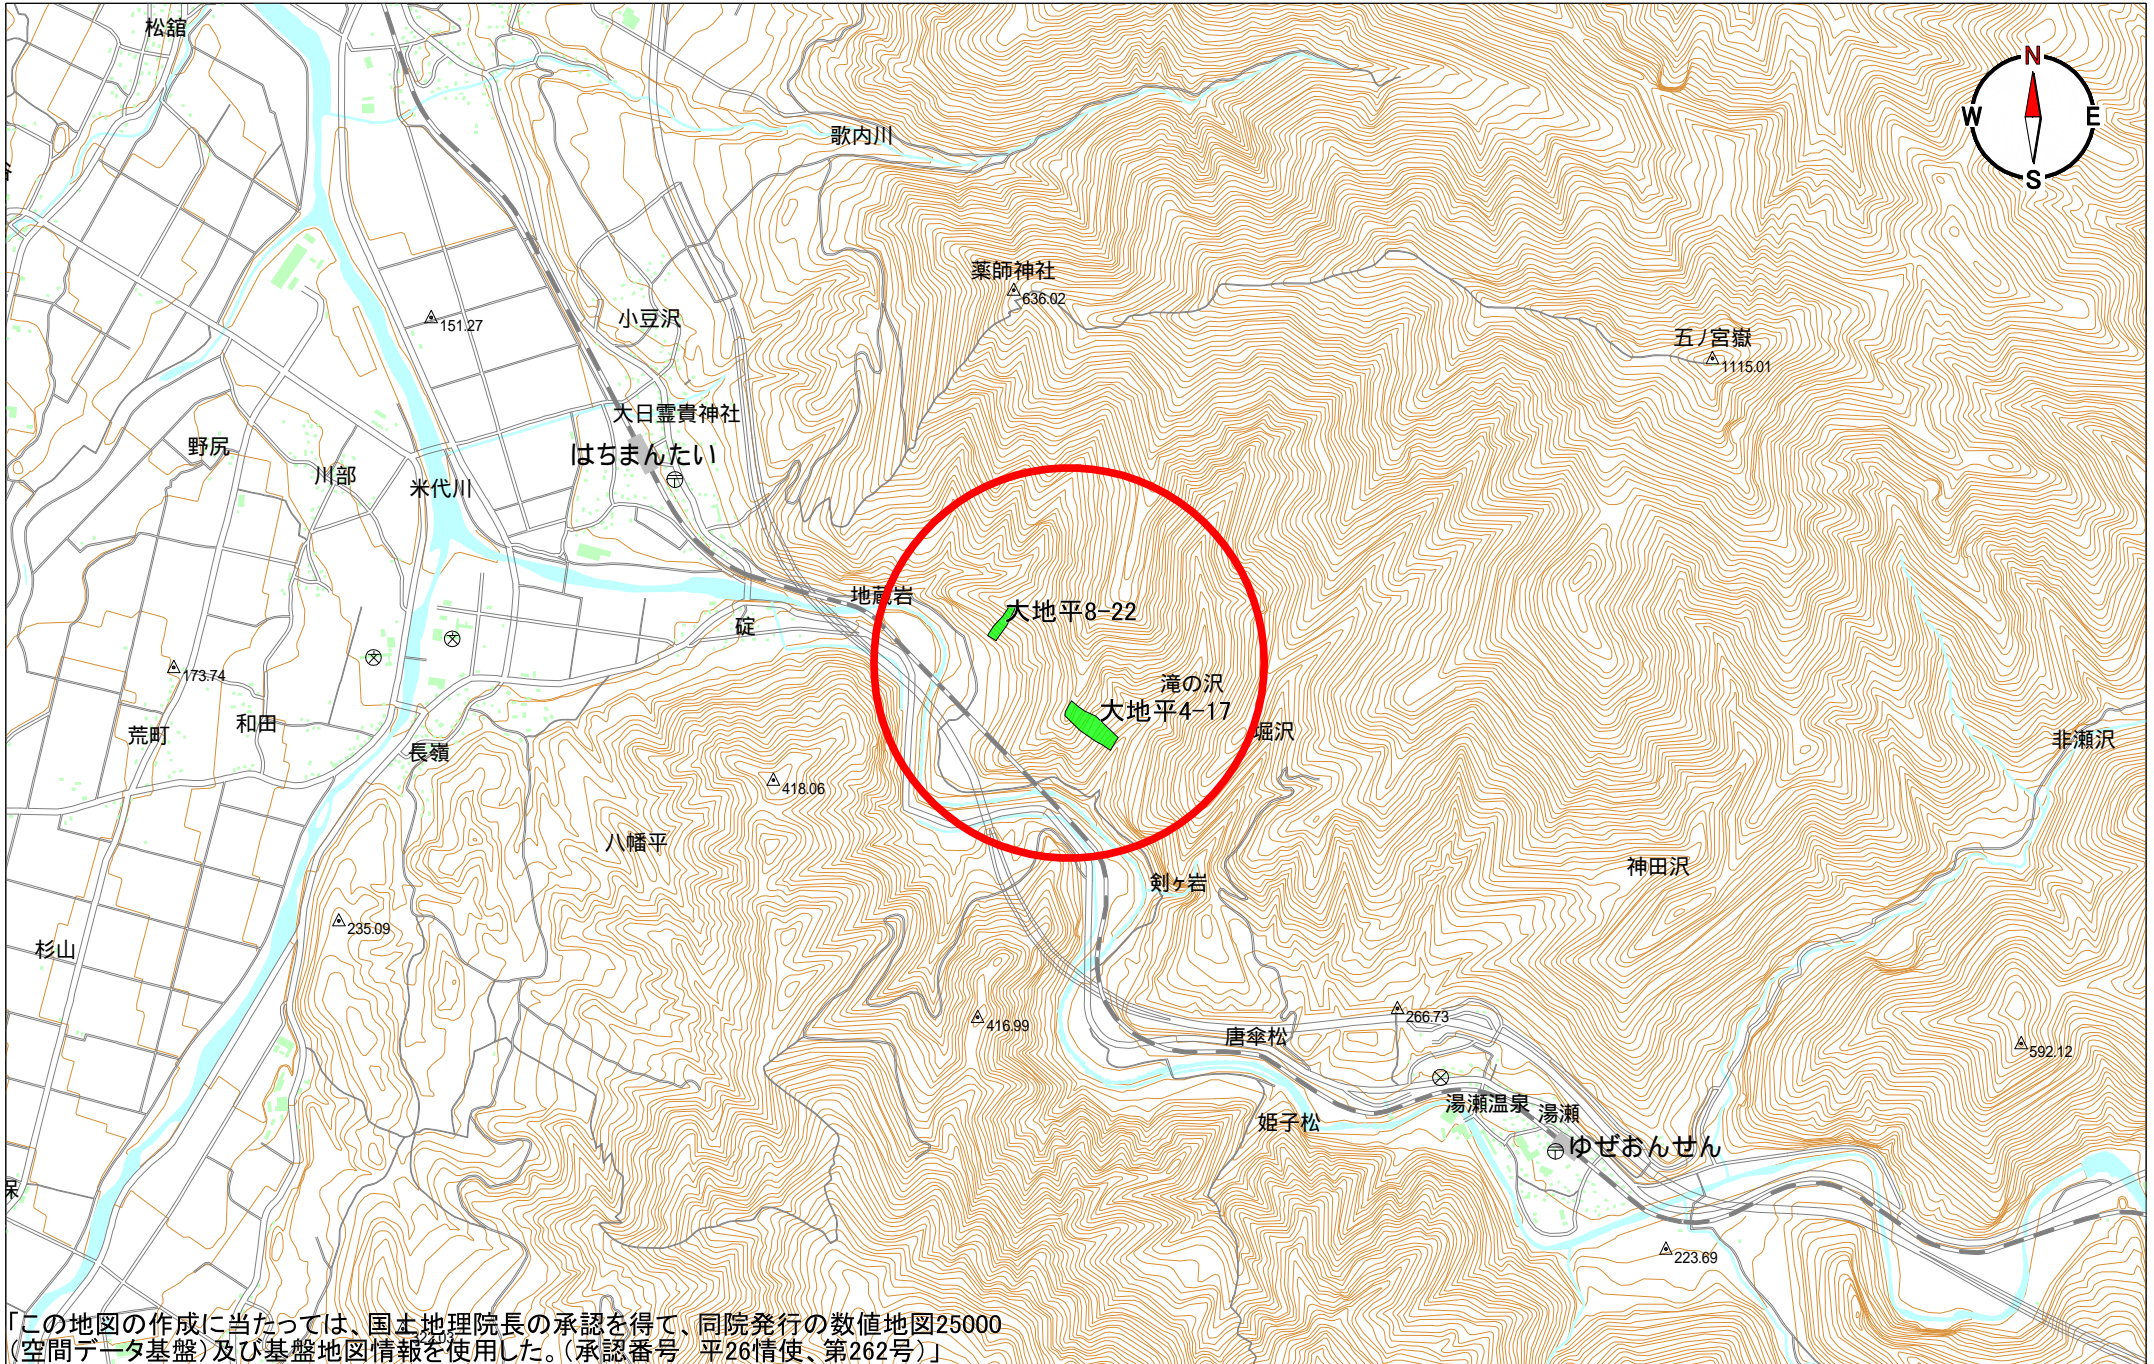 松舘
N
W
E
S
歌内川
薬師神社
636.02
151.27
小豆沢
五ノ宮嶽
1115.01
大日霊貴神社
はちまんたい
野尻
川部
米代川
地蔵岩
大地平8-22
碇
173.74
滝の沢
大地平4-17
和田
荒町
堀沢
非瀬沢
長嶺
418.06
八幡平
神田沢
剣ヶ岩
235.09
杉山
416.99
266.73
唐傘松
592.12
湯瀬温泉
湯瀬
姫子松
ゆぜおんせん
223.69
「この地図の作成に当たっては、国土地理院長の承認を得て、同院発行の数値地図25000
（空間データ基盤）及び基盤地図情報を使用した。（承認番号　平26情使、第262号）」